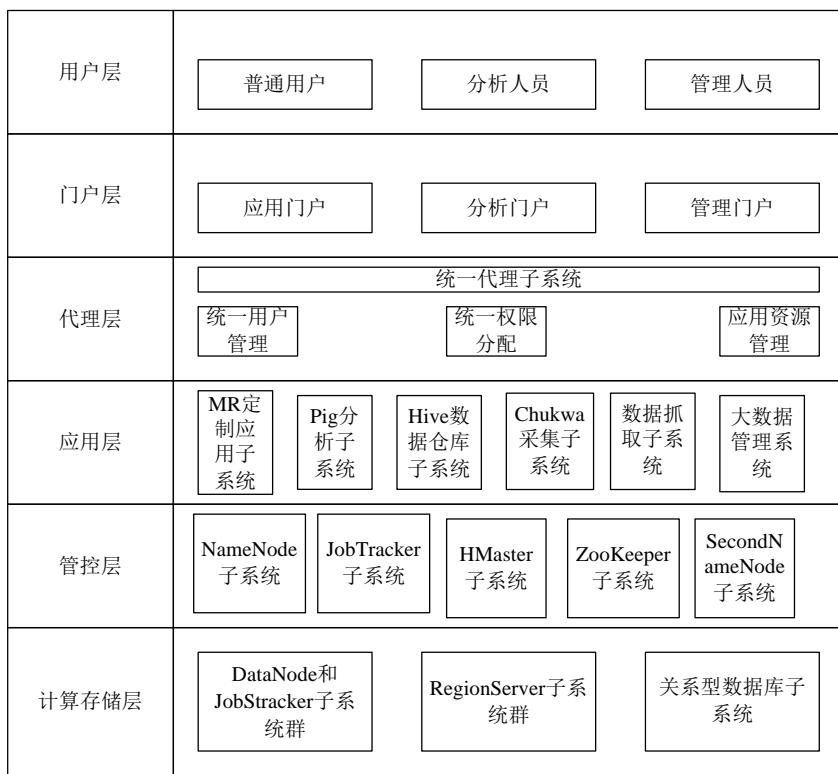 用户层
普通用户
分析人员
管理人员
门户层
应用门户
分析门户
管理门户
代理层
统一代理子系统
统一用户
管理
统一权限
分配
应用资源
管理
应用层
MR定
制应
用子
系统
Pig分
析子
系统
Hive数
据仓库
子系统
Chukwa
采集子
系统
数据抓
取子系
统
大数据
管理系
统
管控层
NameNode
子系统
JobTracker
子系统
HMaster
子系统
ZooKeeper
子系统
SecondN
ameNode
子系统
计算存储层
DataNode和
JobStracker子系
统群
RegionServer子系
统群
关系型数据库子
系统